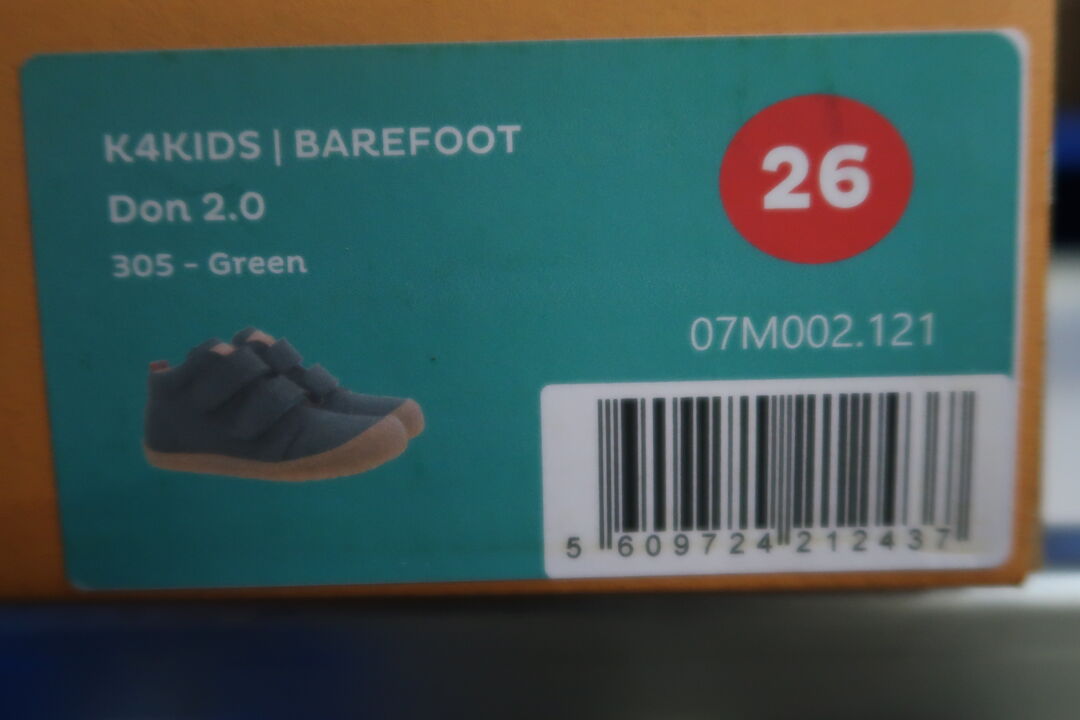 K4KIDS | BAREFOOT
Don 2.0
305 - Green
26
07M002.121
5 609724 212437